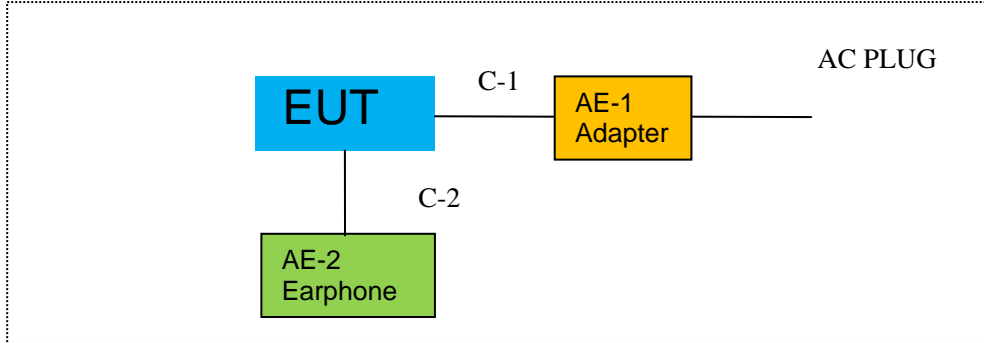 AC PLUG
C-1
EUT
AE-1
Adapter
C-2
AE-2
Earphone